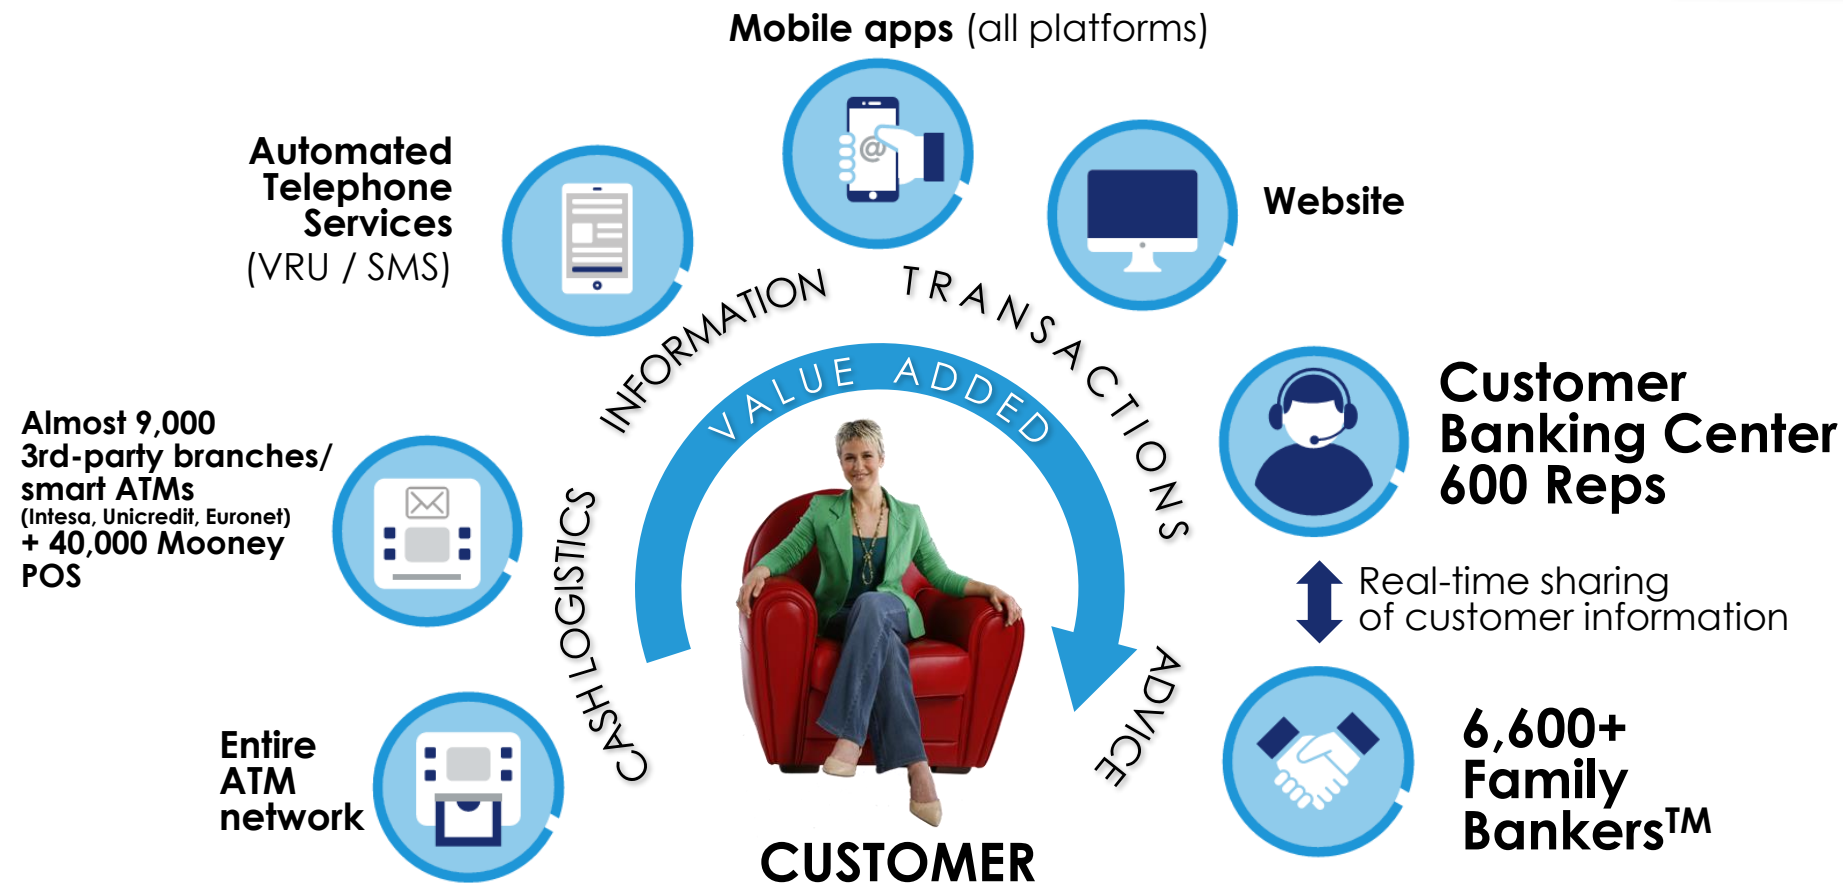 Mobile apps (all platforms)
Automated
Telephone
Services
(VRU / SMS)
@
Website
INFORMATION
TRANSACTIONS
VALUE ADDED
Customer
Banking Center
600 Reps
Almost 9,000
3rd-party branches/
smart ATMs
(Intesa, Unicredit, Euronet)
+ 40,000 Mooney
POS
CASH LOGISTICS
Real-time sharing
of customer information
ADVICE
Entire
ATM
network
6,600+
Family
Bankers™
CUSTOMER